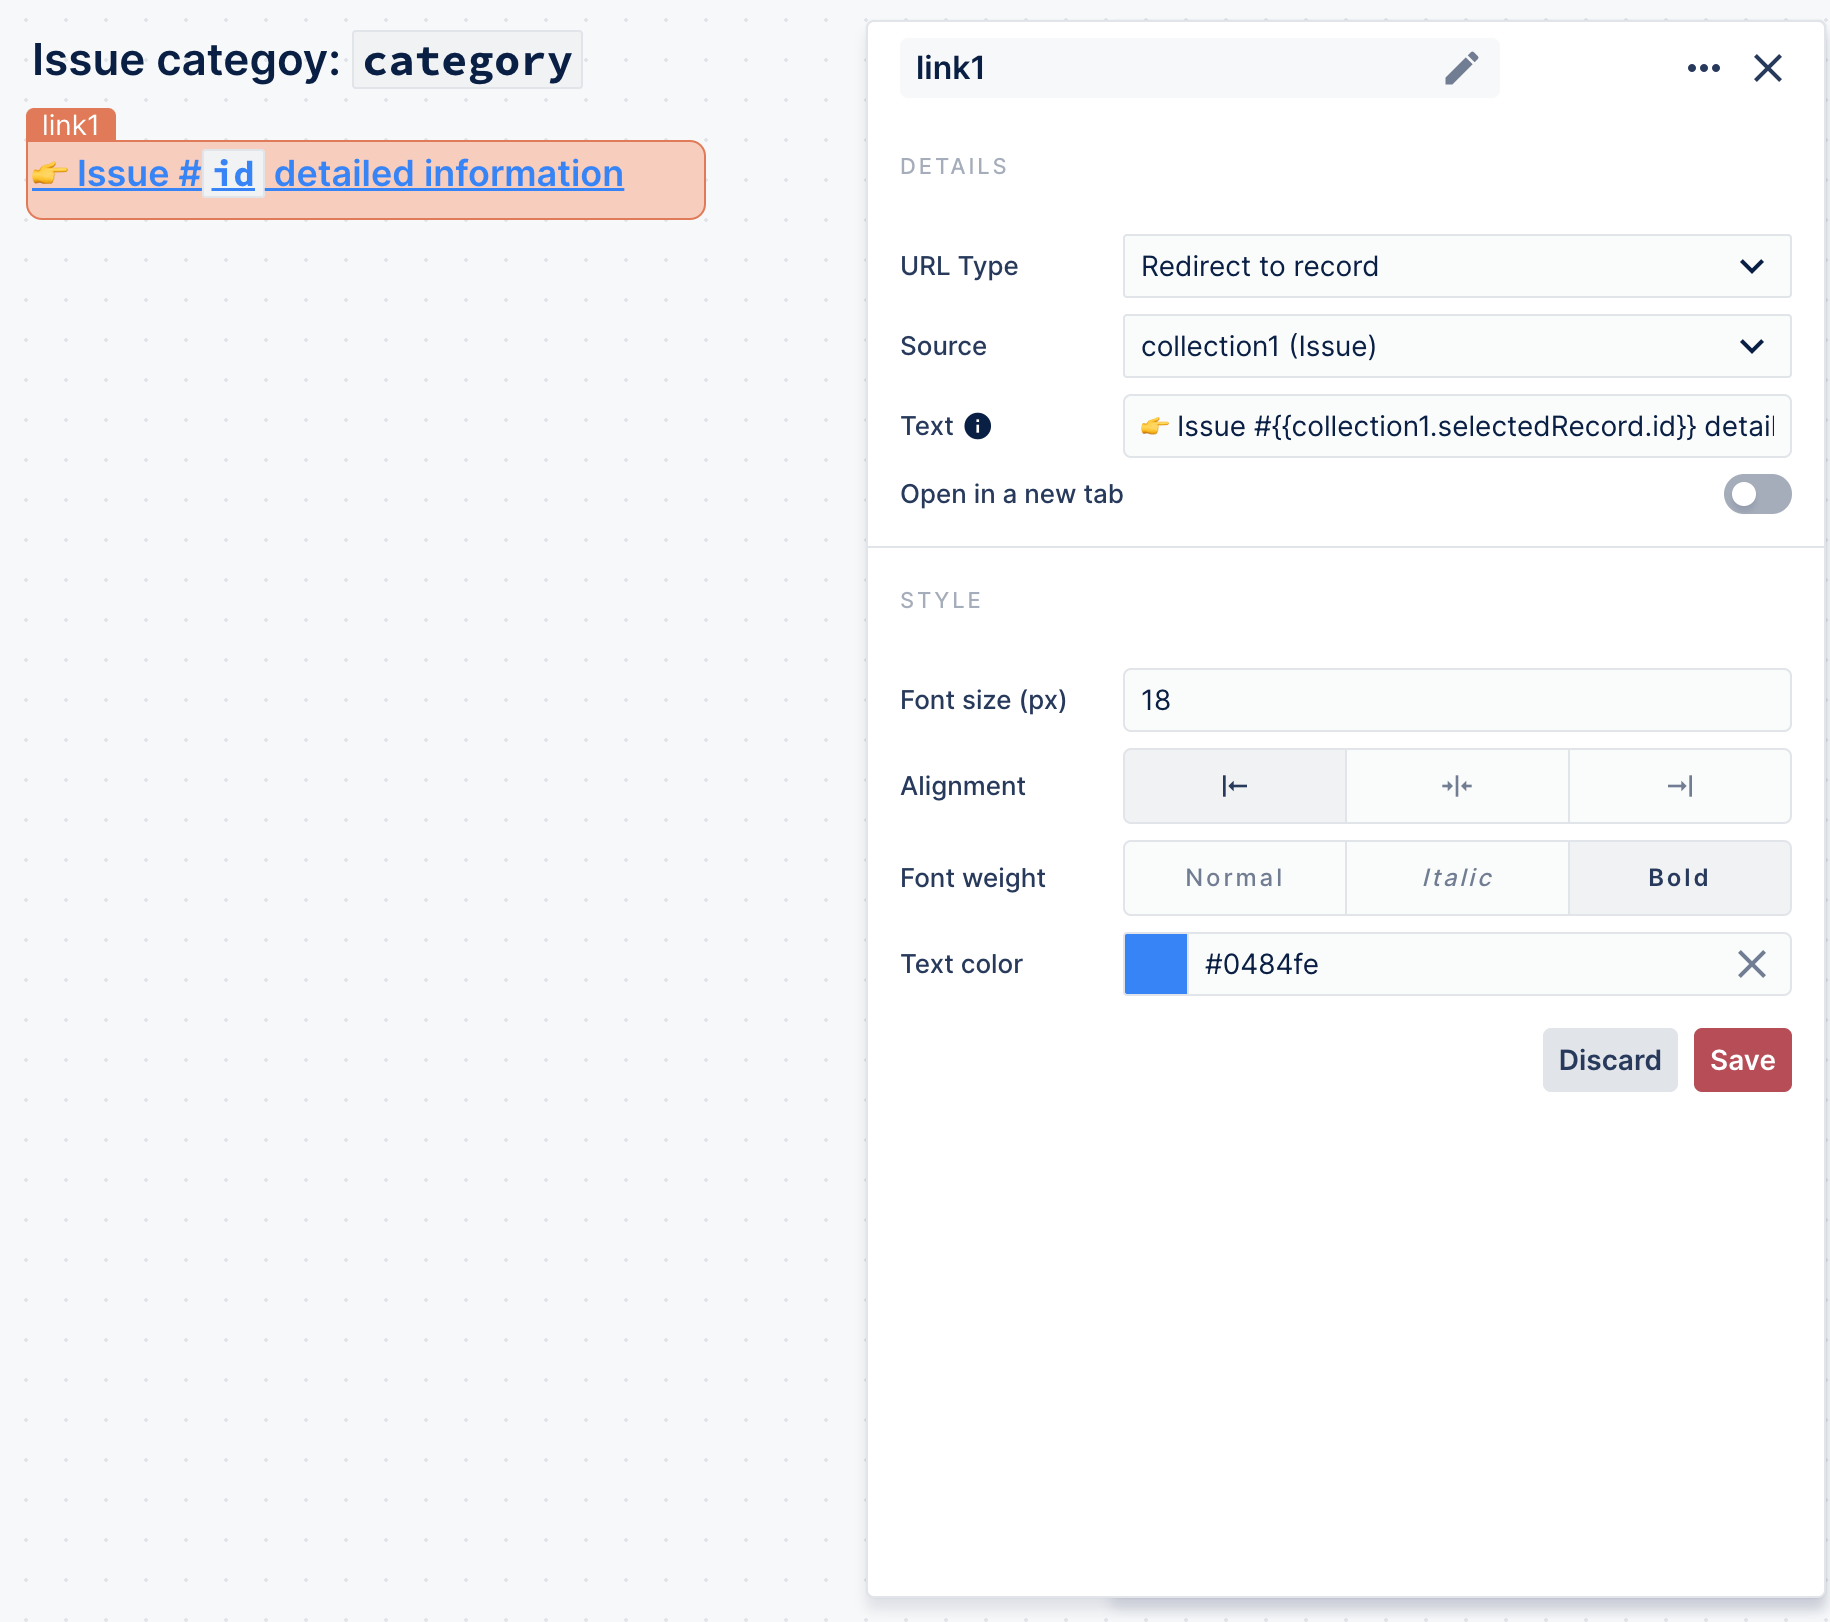 Issue categoy: category
link1
👉 Issue #id detailed information
link1
DETAILS
URL Type
Redirect to record
Source
collection1 (Issue)
Text
👉 Issue #{{collection1.selectedRecord.id}} detail
Open in a new tab
STYLE
Font size (px)
18
Alignment
Font weight
Normal
Italic
Bold
Text color
#0484fe
Discard
Save